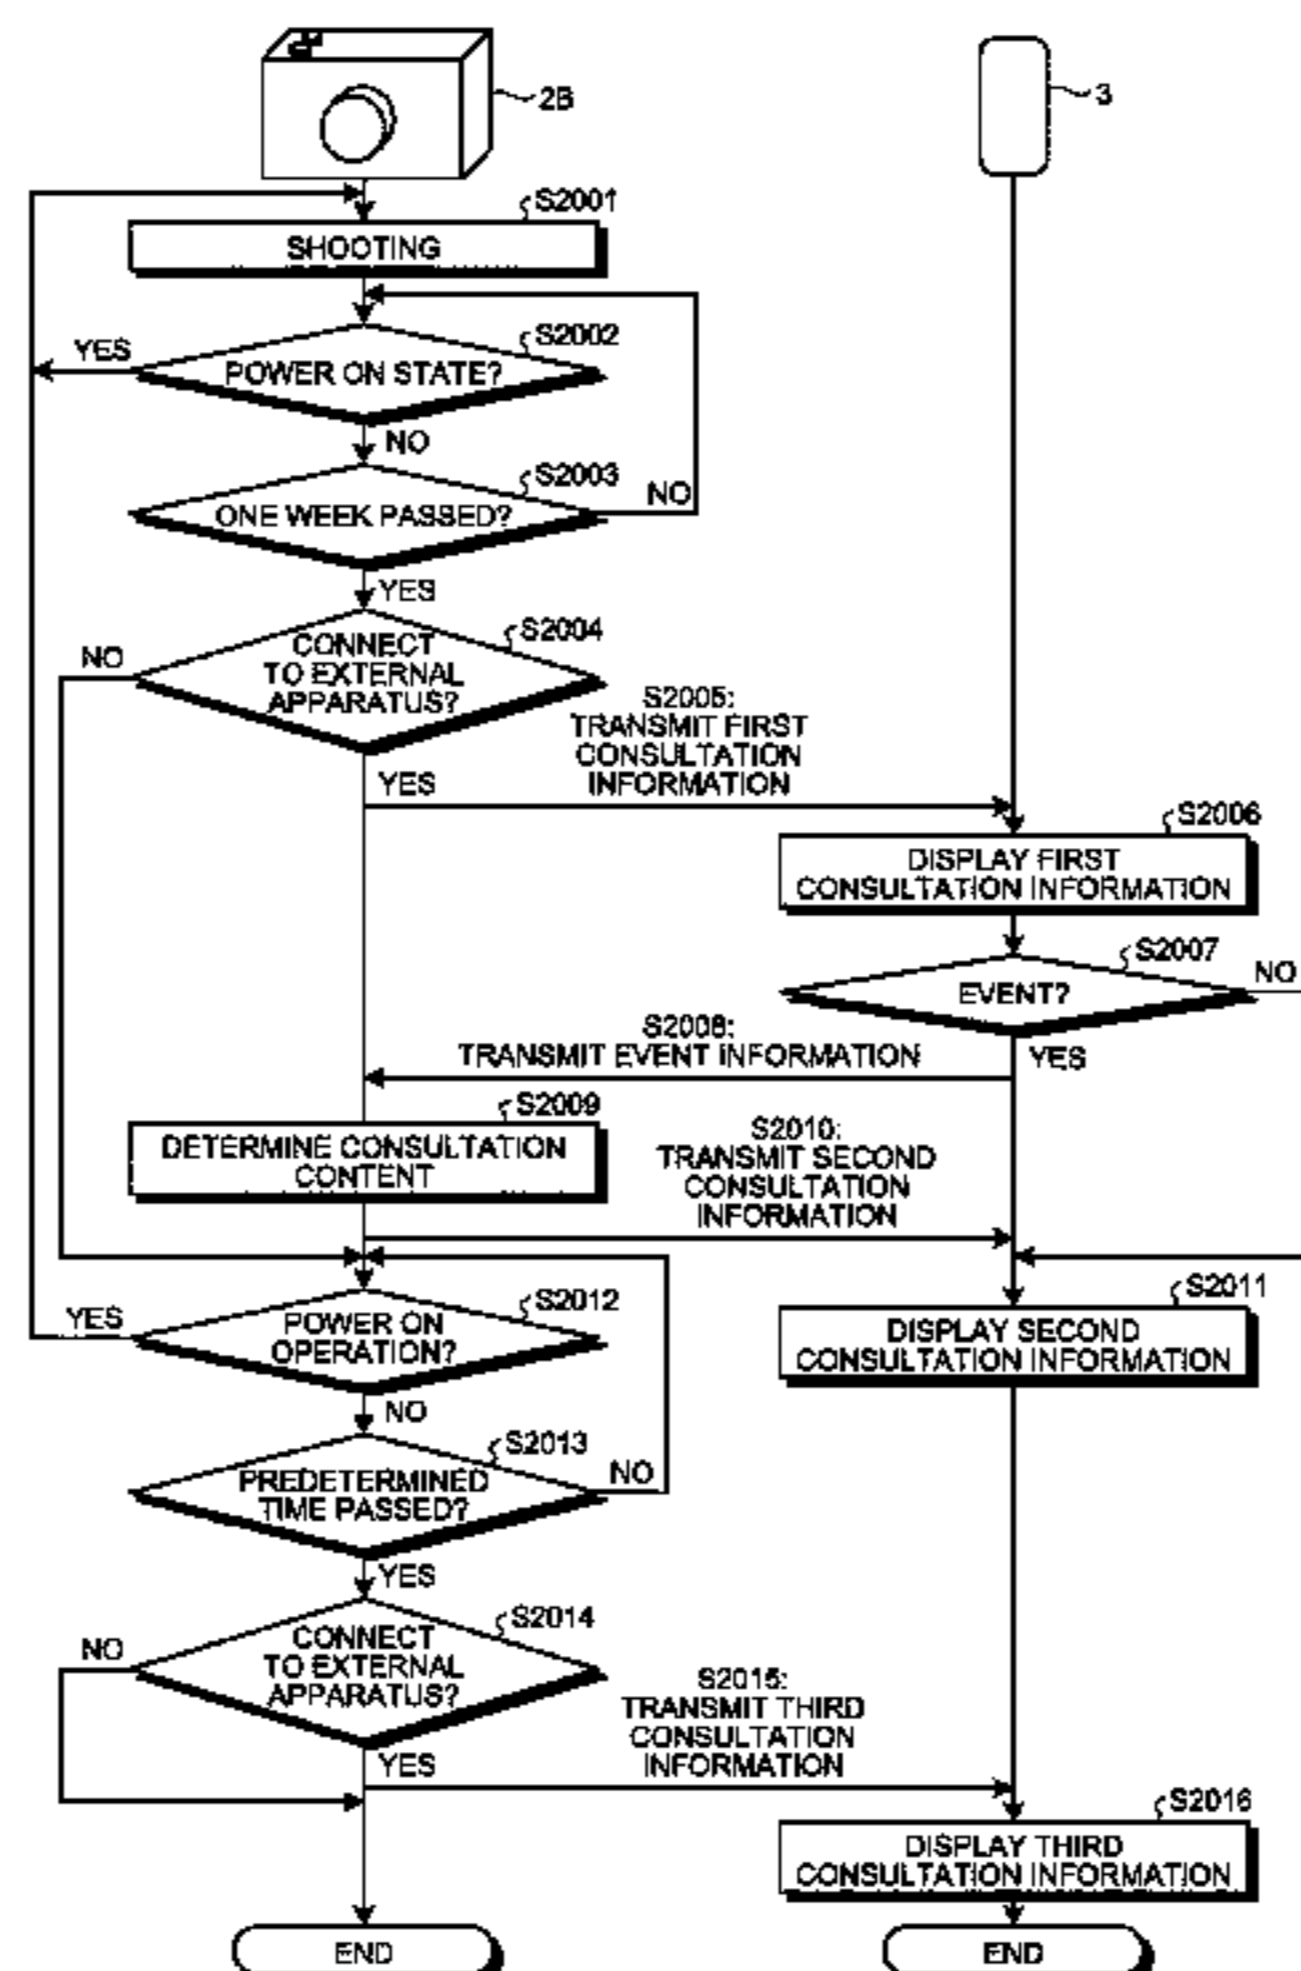 2B
3
S2001
SHOOTING
S2002
YES
POWER ON STATE?
NO
S2003
NO
ONE WEEK PASSED?
YES
S2004
NO
CONNECT
TO EXTERNAL
APPARATUS?
S2005:
TRANSMIT FIRST
CONSULTATION
INFORMATION
YES
S2006
DISPLAY FIRST
CONSULTATION INFORMATION
S2007
NO
EVENT?
S2008:
TRANSMIT EVENT INFORMATION
YES
S2009
DETERMINE CONSULTATION
CONTENT
S2010:
TRANSMIT SECOND
CONSULTATION
INFORMATION
S2011
DISPLAY SECOND
CONSULTATION INFORMATION
S2012
YES
POWER ON
OPERATION?
NO
S2013
NO
PREDETERMINED
TIME PASSED?
YES
S2014
NO
CONNECT
TO EXTERNAL
APPARATUS?
S2015:
TRANSMIT THIRD
CONSULTATION
INFORMATION
YES
S2016
DISPLAY THIRD
CONSULTATION INFORMATION
END
END